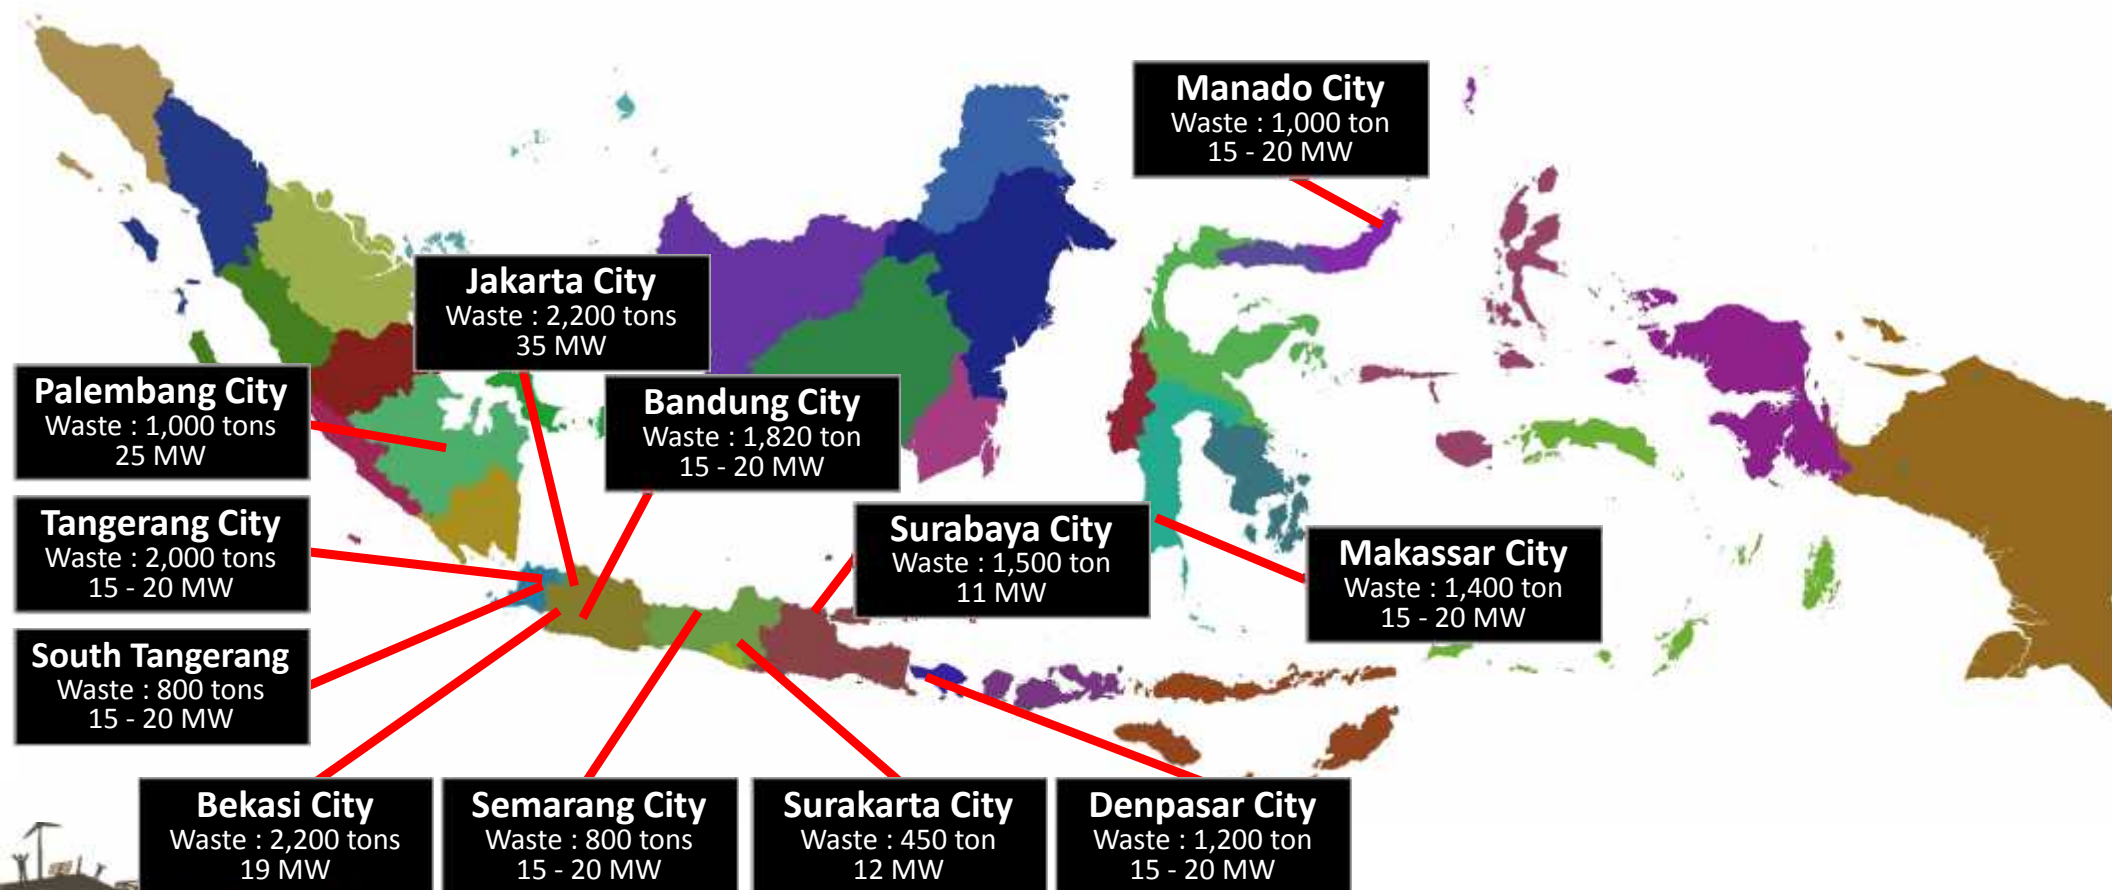 Manado City
Waste : 1,000 ton
15 - 20 MW
Jakarta City
Waste : 2,200 tons
35 MW
Palembang City
Waste : 1,000 tons
25 MW
Bandung City
Waste : 1,820 ton
15 - 20 MW
Tangerang City
Waste : 2,000 tons
15 - 20 MW
Surabaya City
Waste : 1,500 ton
11 MW
Makassar City
Waste : 1,400 ton
15 - 20 MW
South Tangerang
Waste : 800 tons
15 - 20 MW
Bekasi City
Waste : 2,200 tons
19 MW
Semarang City
Waste : 800 tons
15 - 20 MW
Surakarta City
Waste : 450 ton
12 MW
Denpasar City
Waste : 1,200 ton
15 - 20 MW